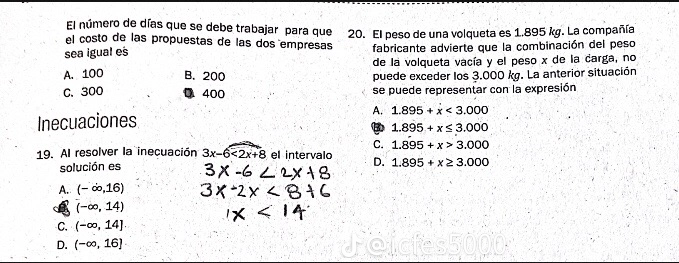 El número de días que se debe trabajar para que
el costo de las propuestas de las dos empresas
sea igual es
A. 100
B. 200
C. 300
D. 400
Inecuaciones
19. Al resolver la inecuación 3x-6<2x+8 el intervalo
solución es
3x-6<2x+8
3x-2x<8+6
1x<14
A. (-∞,16)
B. (-∞, 14)
C. (-∞, 14]
D. (-∞, 16]
20. El peso de una volqueta es 1.895 kg. La compañía
fabricante advierte que la combinación del peso
de la volqueta vacía y el peso x de la carga, no
puede exceder los 3.000 kg. La anterior situación
se puede representar con la expresión
A. 1.895 + x < 3.000
B. 1.895 + x ≤ 3.000
C. 1.895 + x > 3.000
D. 1.895 + x ≥ 3.000
@icfes5000